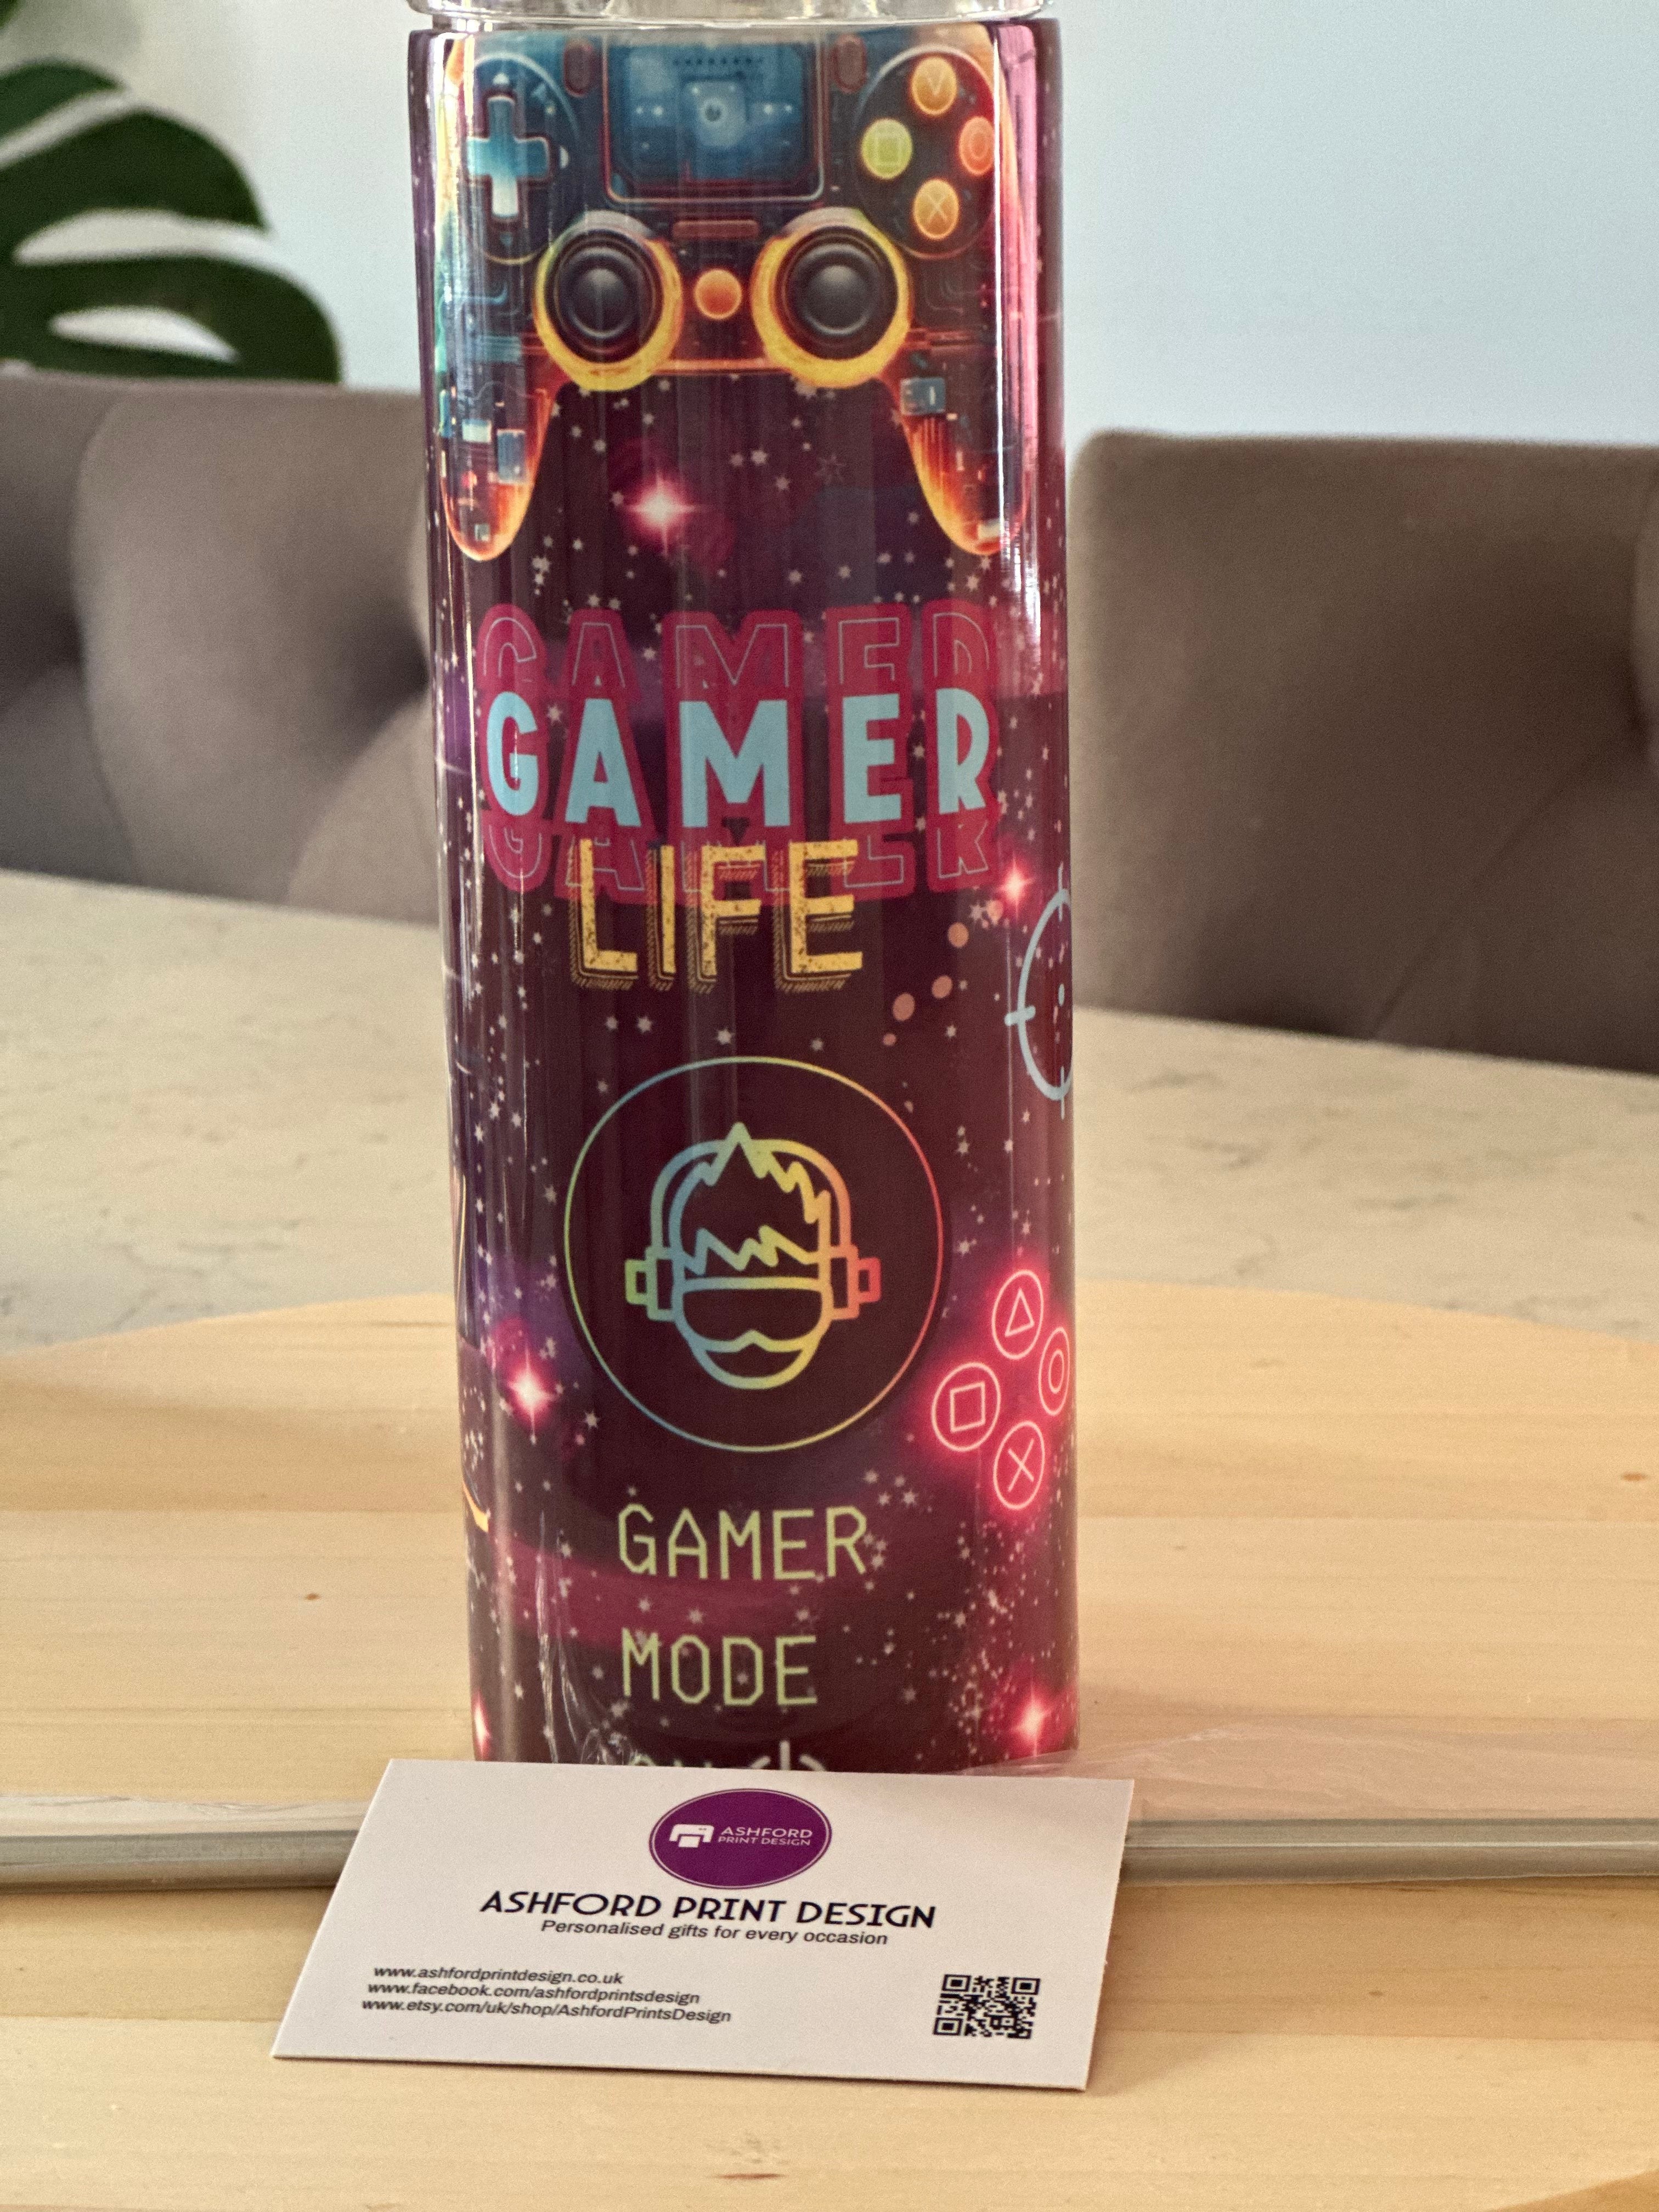 GAMER
GAMER
GAMER
LIFE
GAMER
MODE
ASHFORD
PRINT DESIGN
ASHFORD PRINT DESIGN
Personalised gifts for every occasion
www.ashfordprintdesign.co.uk
www.facebook.com/ashfordprintsdesign
www.etsy.com/uk/shop/AshfordPrintsDesign